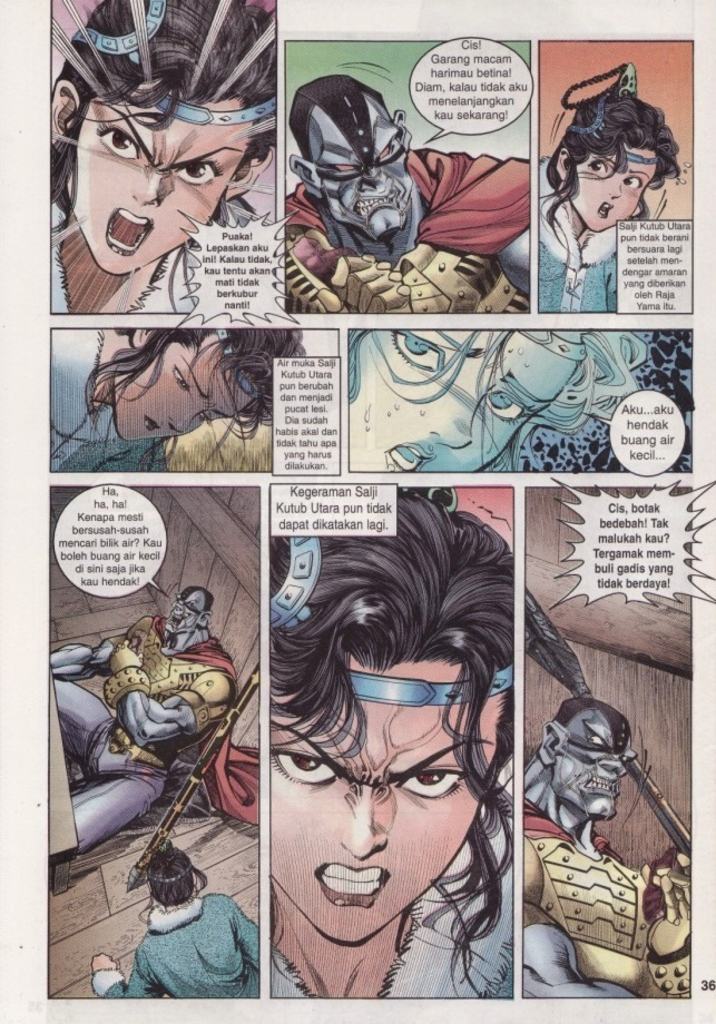 Puaka!
Lepaskan aku
ini! Kalau tidak,
kau tentu akan
mati tidak
berkubur
nanti!
Cis!
Garang macam
harimau betina!
Diam, kalau tidak aku
menelanjangkan
kau sekarang!
Salji Kutub Utara
pun tidak berani
bersuara lagi
setelah men-
dengar amaran
yang diberikan
oleh Raja
Yama itu.
Air muka Salji
Kutub Utara
pun berubah
dan menjadi
pucat lesi.
Dia sudah
habis akal dan
tidak tahu apa
yang harus
dilakukan.
Aku...aku
hendak
buang air
kecil...
Ha,
ha, ha!
Kenapa mesti
bersusah-susah
mencari bilik air? Kau
boleh buang air kecil
di sini saja jika
kau hendak!
Kegeraman Salji
Kutub Utara pun tidak
dapat dikatakan lagi.
Cis, botak
bedebah! Tak
malukah kau?
Tergamak mem-
buli gadis yang
tidak berdaya!
36